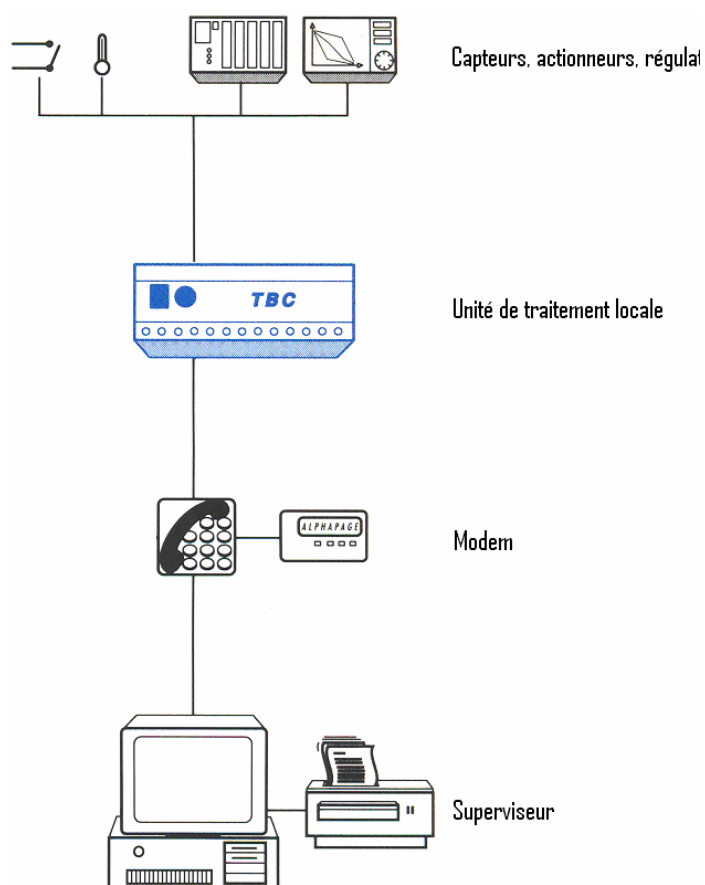 Capteurs, actionneurs, régulat
TBC
Unité de traitement locale
ALPHAPAGE
Modem
Superviseur